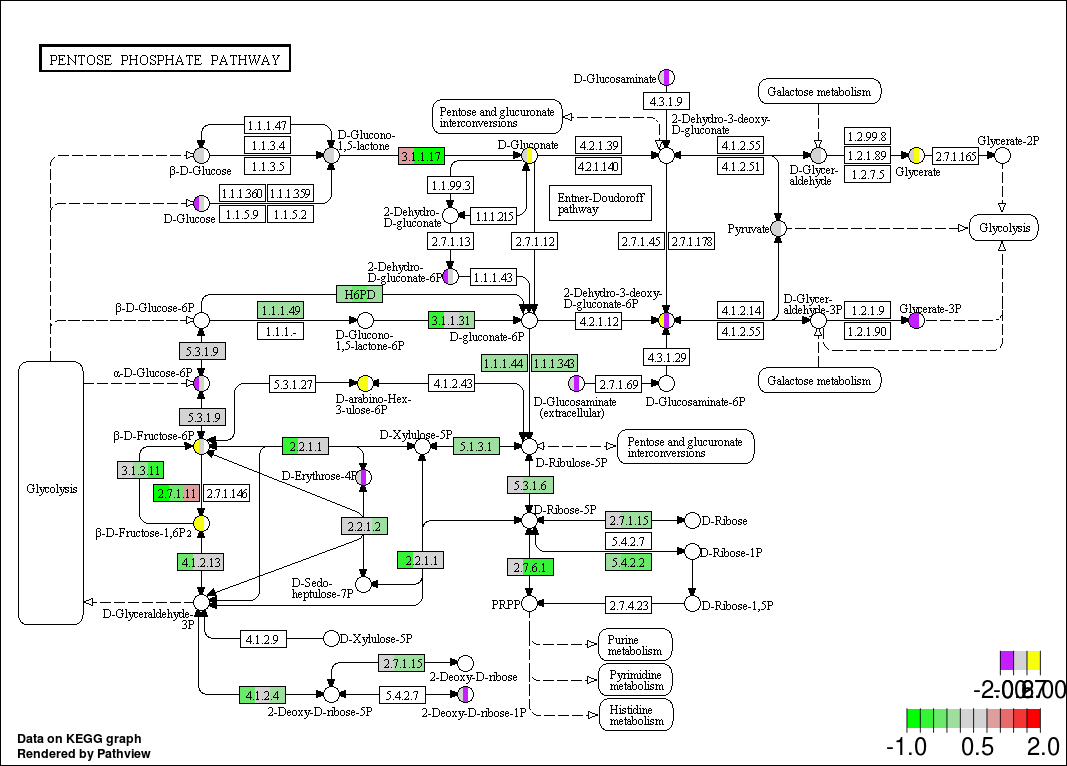 PENTOSE PHOSPHATE PATHWAY
D-Glucosaminate
4.3.1.9
Galactose metabolism
Pentose and glucuronate
interconversions
2-Dehydro-3-deoxy-
D-gluconate
1.1.1.47
1.1.3.4
1.1.3.5
D-Glucono-
1,5-lactone
3.1.1.17
D-Gluconate
4.2.1.39
4.2.1.140
4.2.1.55
4.2.1.51
1.2.99.8
1.2.1.89
1.2.7.5
Glycerate-2P
2.7.1.165
Glycerate
D-Glycer-
aldehyde
β-D-Glucose
1.1.1.360
1.1.1.359
1.1.5.9
1.1.5.2
D-Glucose
1.1.99.3
2-Dehydro-
D-gluconate
1.1.1.215
Entner-Doudoroff
pathway
2.7.1.13
2.7.1.12
2.7.1.45
2.7.1.178
Pyruvate
Glycolysis
2-Dehydro-
D-gluconate-6P
1.1.1.43
H6PD
β-D-Glucose-6P
1.1.1.49
1.1.1.-
D-Glucono-
1,5-lactone-6P
3.1.1.31
D-gluconate-6P
2-Dehydro-3-deoxy-
D-gluconate-6P
4.2.1.12
4.1.2.14
4.1.2.55
D-Glycer-
aldehyde-3P
1.2.1.9
1.2.1.90
Glycerate-3P
5.3.1.9
1.1.1.44
1.1.1.343
4.3.1.29
α-D-Glucose-6P
5.3.1.27
D-arabino-Hex-
3-ulose-6P
4.1.2.43
D-Glucosaminate
(extracellular)
2.7.1.69
D-Glucosaminate-6P
Galactose metabolism
5.3.1.9
β-D-Fructose-6P
2.2.1.1
D-Xylulose-5P
5.1.3.1
D-Ribulose-5P
Pentose and glucuronate
interconversions
3.1.3.11
D-Erythrose-4P
Glycolysis
2.7.1.11
2.7.1.146
5.3.1.6
β-D-Fructose-1,6P2
2.2.1.2
D-Ribose-5P
2.7.1.15
D-Ribose
5.4.2.7
D-Ribose-1P
4.1.2.13
2.2.1.1
2.7.6.1
5.4.2.2
D-Sedo-
heptulose-7P
D-Glyceraldehyde-
3P
PRPP
2.7.4.23
D-Ribose-1,5P
4.1.2.9
D-Xylulose-5P
Purine
metabolism
2.7.1.15
2-Deoxy-D-ribose
Pyrimidine
metabolism
4.1.2.4
5.4.2.7
2-Deoxy-D-ribose-5P
2-Deoxy-D-ribose-1P
Histidine
metabolism
Data on KEGG graph
Rendered by Pathview
-1.0
0.5
2.0